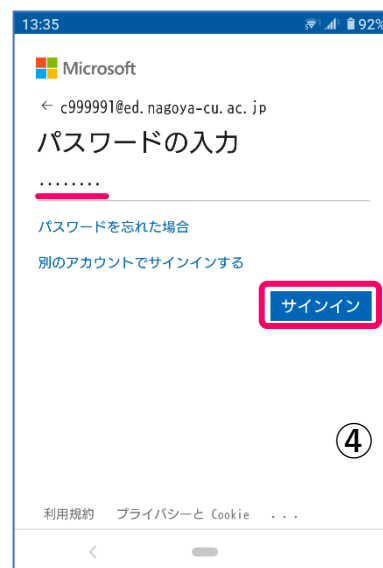 13:35 92%
Microsoft
← c999991@ed.nagoya-cu.ac.jp
パスワードの入力
········
パスワードを忘れた場合
別のアカウントでサインインする
サインイン
④
利用規約 プライバシーと Cookie ...